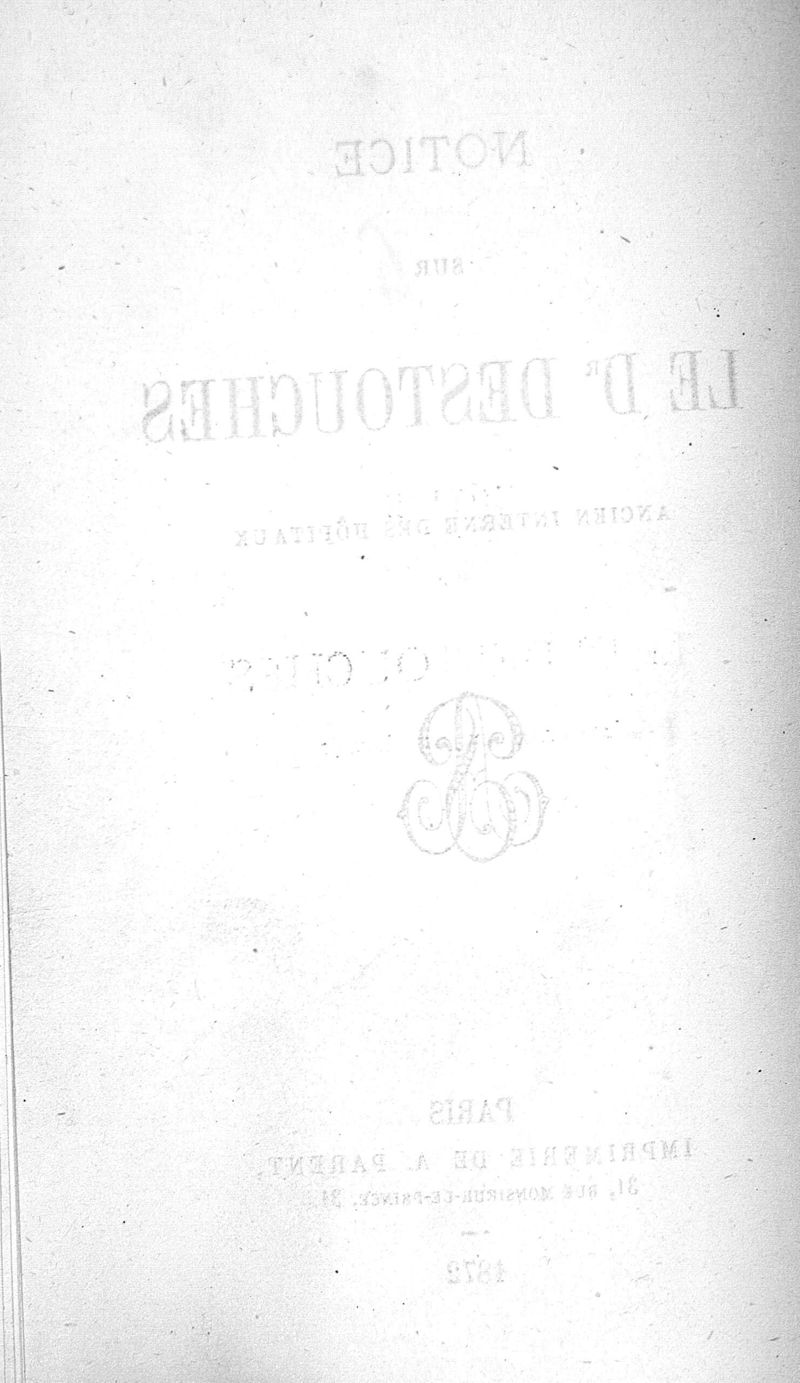 NOTICE
SUR
LE DR DESTOUCHES
ANCIEN INTERNE DES HÔPITAUX
PARIS
IMPRIMERIE DE A. PARENT,
31, RUE MONSIEUR-LE-PRINCE, 31.
1872